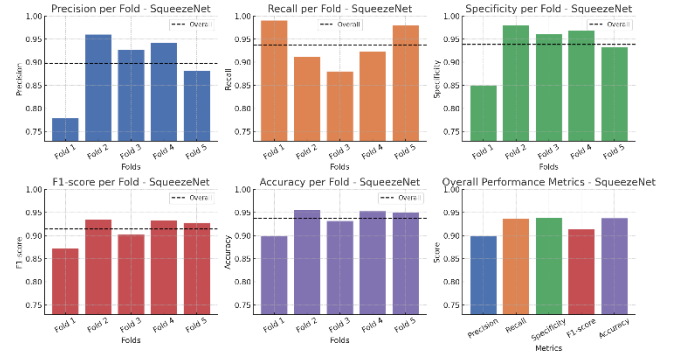 Precision per Fold - SqueezeNet
Overall
1.00
0.95
0.90
0.85
0.80
0.75
Precision
Fold 1 Fold 2 Fold 3 Fold 4 Fold 5
Folds
Recall per Fold - SqueezeNet
Overall
1.00
0.95
0.90
0.85
0.80
0.75
Recall
Fold 1 Fold 2 Fold 3 Fold 4 Fold 5
Folds
Specificity per Fold - SqueezeNet
Overall
1.00
0.95
0.90
0.85
0.80
0.75
Specificity
Fold 1 Fold 2 Fold 3 Fold 4 Fold 5
Folds
F1-score per Fold - SqueezeNet
Overall
1.00
0.95
0.90
0.85
0.80
0.75
F1-score
Fold 1 Fold 2 Fold 3 Fold 4 Fold 5
Folds
Accuracy per Fold - SqueezeNet
Overall
1.00
0.95
0.90
0.85
0.80
0.75
Accuracy
Fold 1 Fold 2 Fold 3 Fold 4 Fold 5
Folds
Overall Performance Metrics - SqueezeNet
1.00
0.95
0.90
0.85
0.80
0.75
Score
Precision Recall Specificity F1-score Accuracy
Metrics